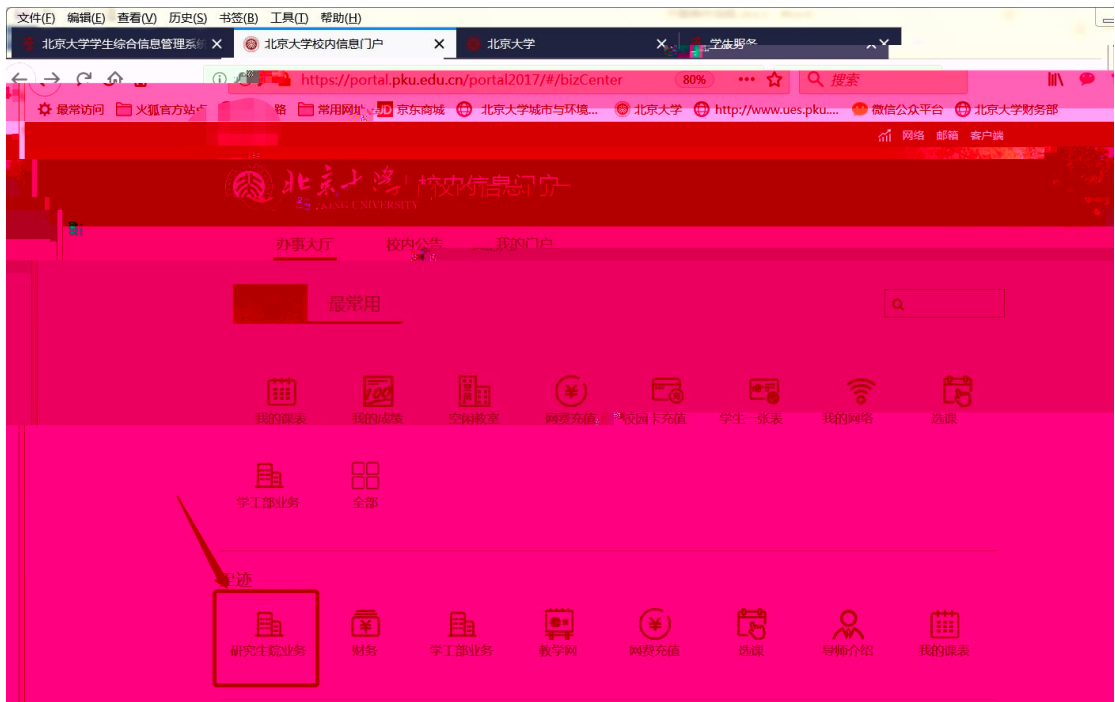 文件(F) 编辑(E) 查看(V) 历史(S) 书签(B) 工具(T) 帮助(H)
北京大学学生综合信息管理系统 北京大学校内信息门户 北京大学 学生服务
https://portal.pku.edu.cn/portal2017/#/bizCenter 80% 搜索
最常访问 火狐官方站点 常用网址 JD 京东商城 北京大学城市与环境... 北京大学 http://www.ues.pku.... 微信公众平台 北京大学财务部
网络 邮箱 客户端
北京大学 校内信息门户
办事大厅 校内公告 我的门户
最常用
我的课表 我的成绩 空闲教室 网费充值 校园卡充值 学生一张表 我的网络 选课
学工部业务 全部
足迹
研究生院业务 财务 学工部业务 教学网 网费充值 选课 导师介绍 我的课表